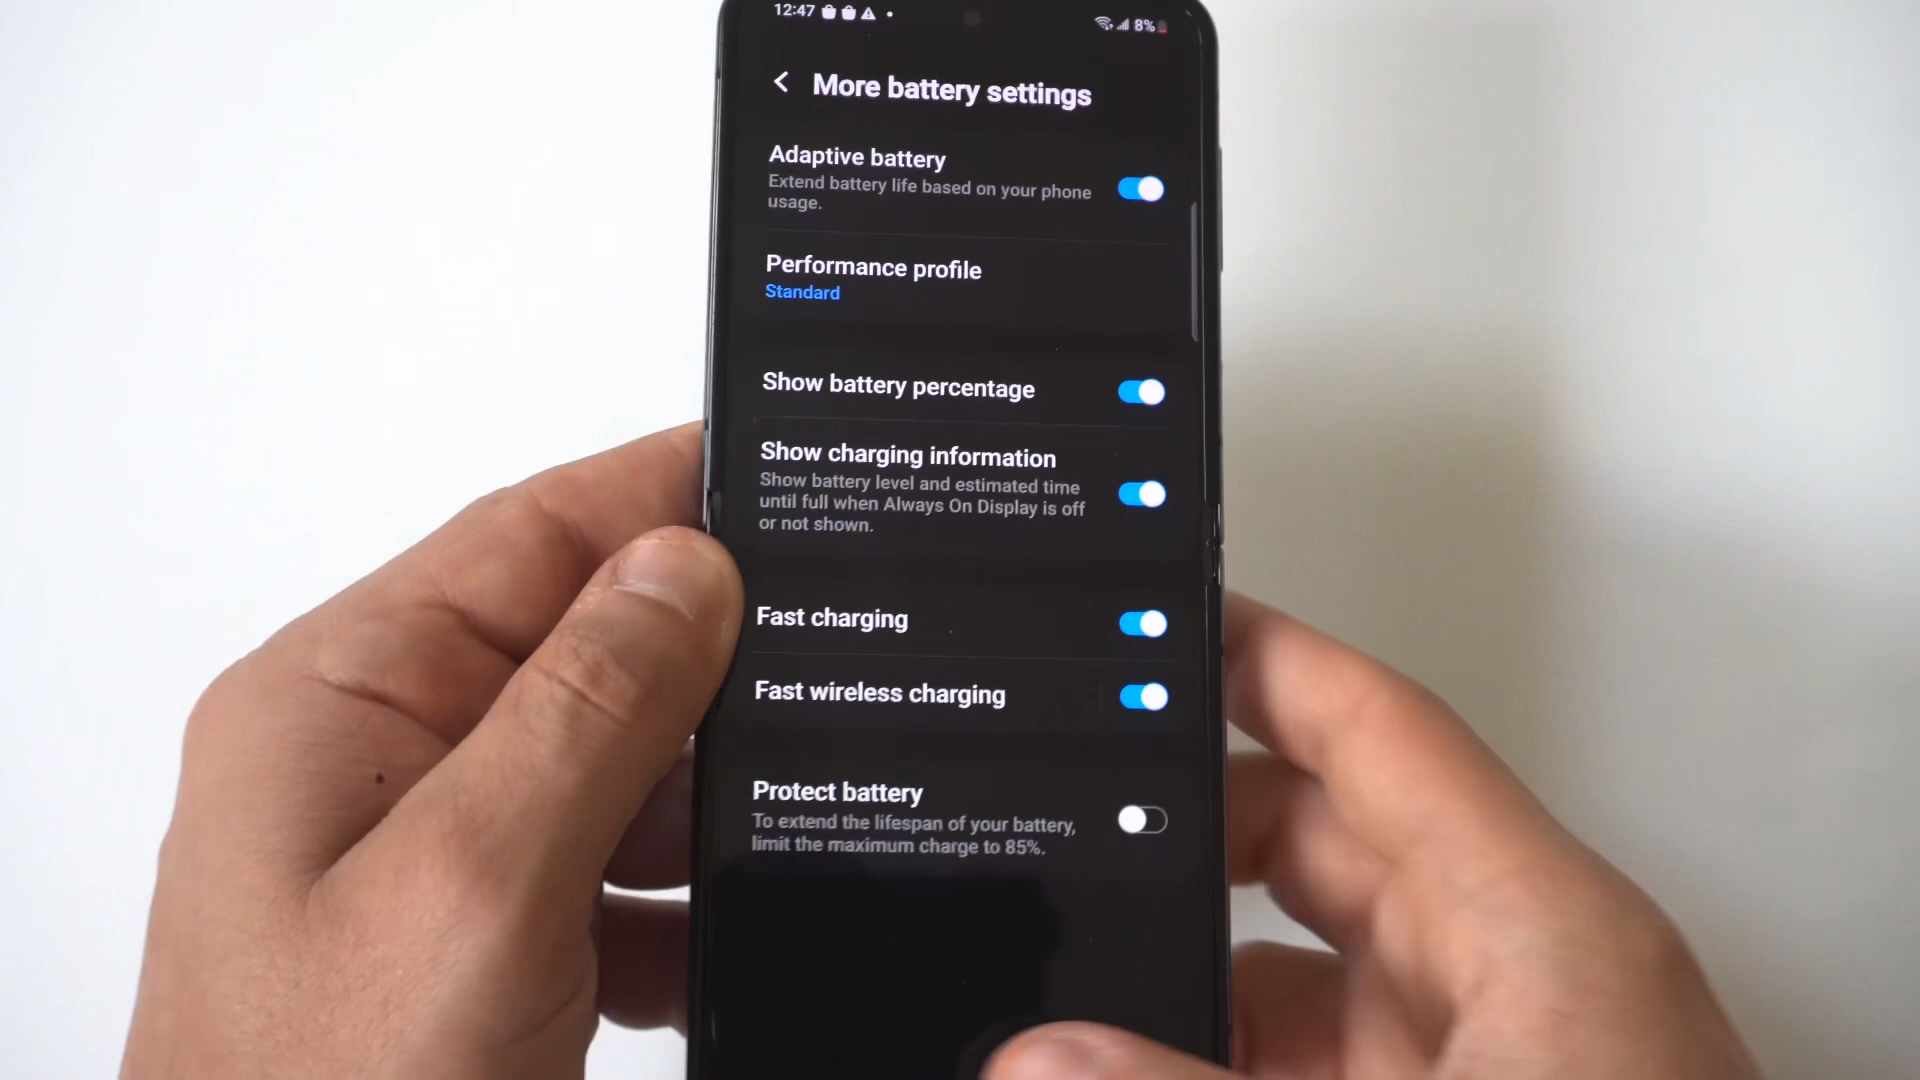 12:47
8%
More battery settings
Adaptive battery
Extend battery life based on your phone
usage.
Performance profile
Standard
Show battery percentage
Show charging information
Show battery level and estimated time
until full when Always On Display is off
or not shown.
Fast charging
Fast wireless charging
Protect battery
To extend the lifespan of your battery,
limit the maximum charge to 85%.